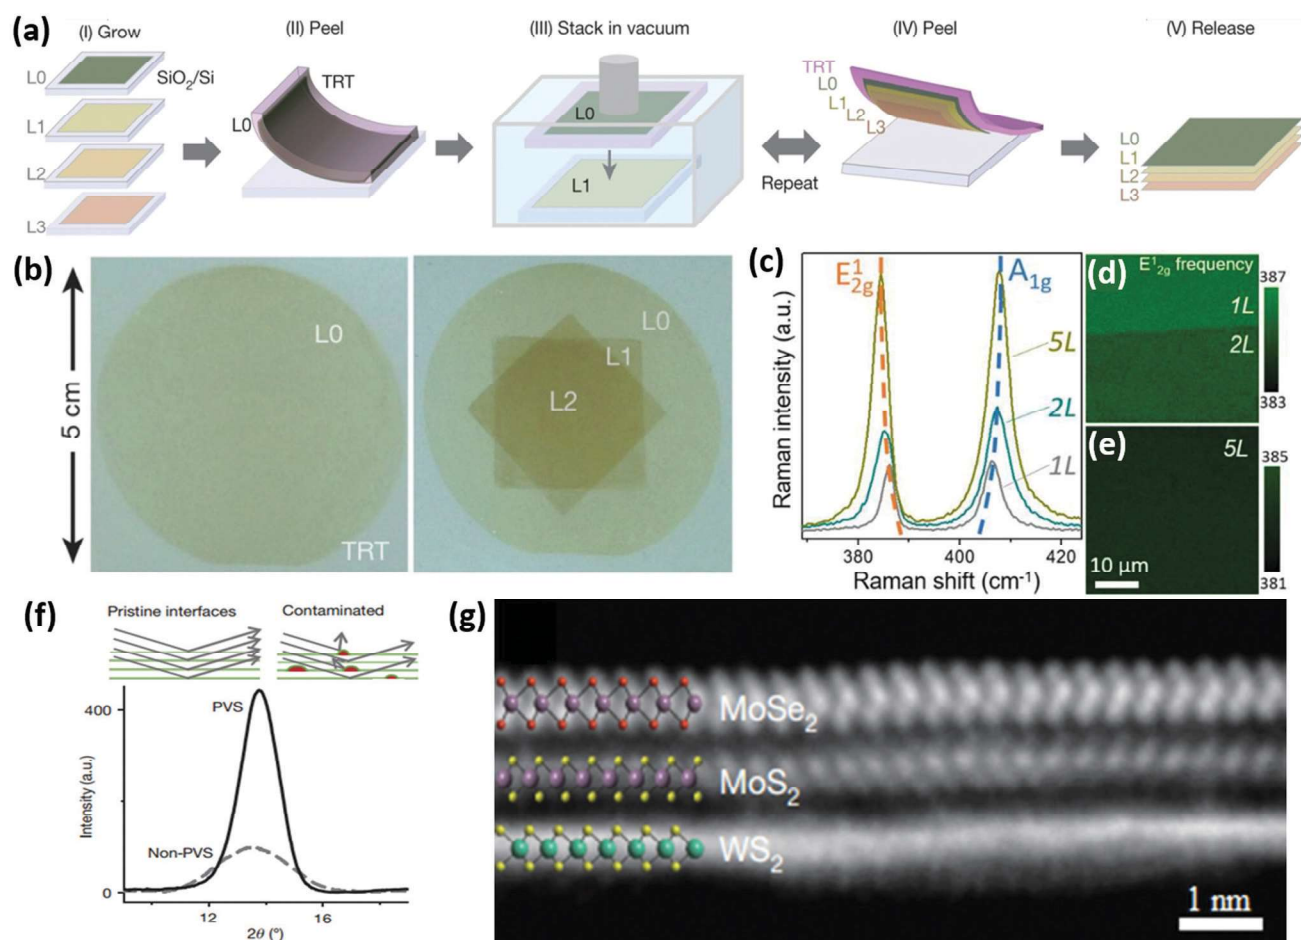 (a)
(I) Grow
L0
SiO2/Si
L1
L2
L3
(II) Peel
TRT
L0
(III) Stack in vacuum
L0
L1
Repeat
(IV) Peel
TRT
L0
L1
L2
L3
(V) Release
L0
L1
L2
L3
(b)
5 cm
L0
TRT
L0
L1
L2
(c)
E¹2g
A1g
5L
2L
1L
Raman intensity (a.u.)
380
400
420
Raman shift (cm-1)
(d)
E¹2g frequency
1L
2L
387
383
(e)
5L
10 μm
385
381
(f)
Pristine interfaces
Contaminated
PVS
Non-PVS
Intensity (a.u.)
400
0
12
16
2θ (°)
(g)
MoSe2
MoS2
WS2
1 nm